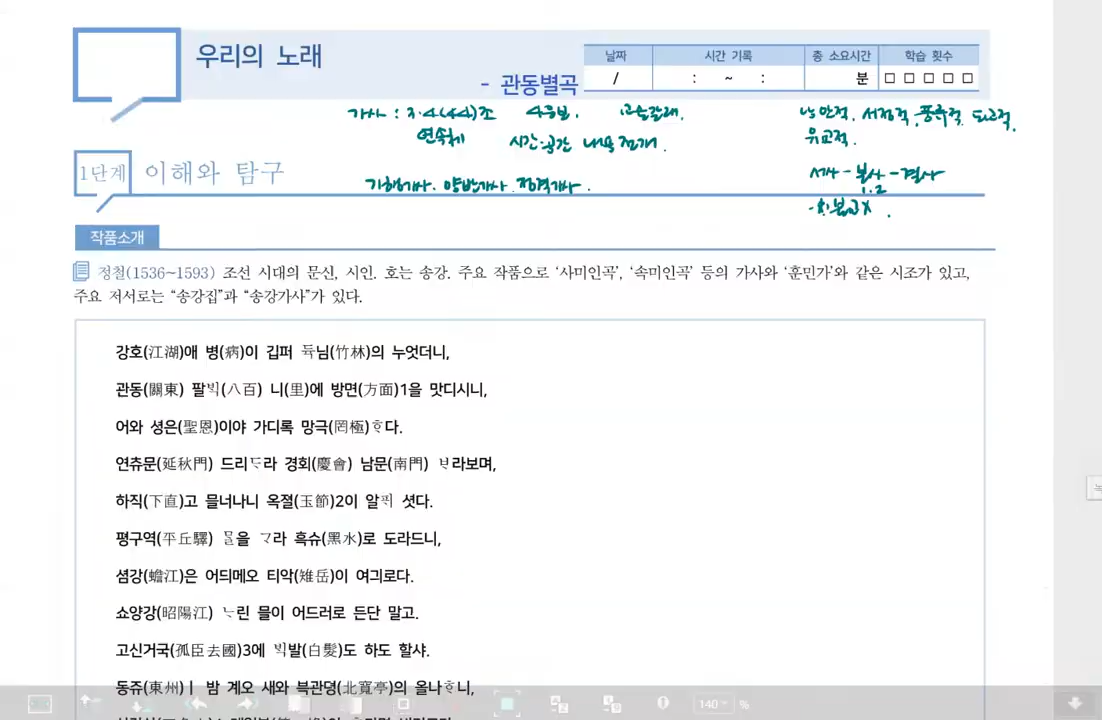 우리의 노래
- 관동별곡
날짜 시간 기록 총 소요시간 학습 횟수
/ : ~ : 분 □ □ □ □ □
가사 : 3·4(4·4)조 4음보. 고슴갈래. 낭만적. 서정적. 풍류적. 도교적.
연속체 시간·공간 내용 전개. 유교적.
1단계 이해와 탐구
기행가사. 양반가사. 정격가사. 서사 - 본사 - 결사
1.2
작품소개
정철(1536~1593) 조선 시대의 문신, 시인. 호는 송강. 주요 작품으로 ‘사미인곡’, ‘속미인곡’ 등의 가사와 ‘훈민가’와 같은 시조가 있고,
주요 저서로는 “송강집”과 “송강가사”가 있다.
강호(江湖)애 병(病)이 깁퍼 듁님(竹林)의 누엇더니,
관동(關東) 팔ᄇᆡᆨ(八百) 니(里)에 방면(方面)1을 맛디시니,
어와 셩은(聖恩)이야 가디록 망극(罔極)ᄒᆞ다.
연츄문(延秋門) 드리ᄃᆞ라 경회(慶會) 남문(南門) ᄇᆞ라보며,
하직(下直)고 믈너나니 옥졀(玉節)2이 알ᄑᆡ 셧다.
평구역(平丘驛) ᄆᆞᆯ을 ᄀᆞ라 흑슈(黑水)로 도라드니,
셤강(蟾江)은 어듸메오 티악(雉岳)이 여긔로다.
쇼양강(昭陽江) ᄂᆞ린 믈이 어드러로 든단 말고.
고신거국(孤臣去國)3에 ᄇᆡᆨ발(白髮)도 하도 할샤.
동쥬(東州)ㅣ 밤 계오 새와 븍관뎡(北寬亭)의 올나ᄒᆞ니,
140 %